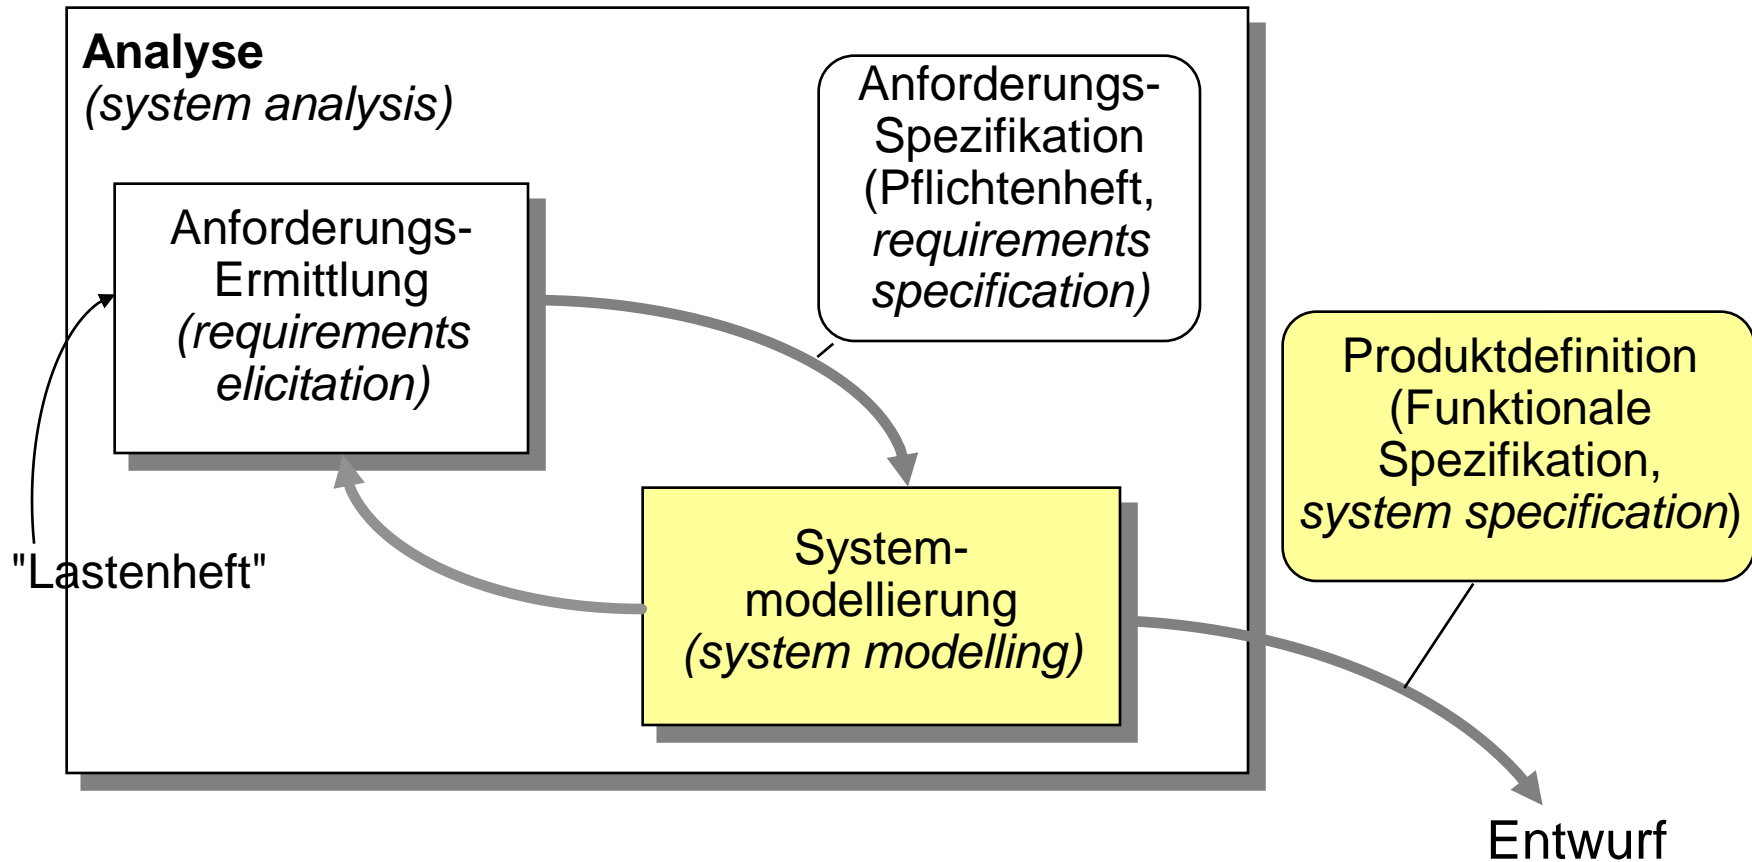 Analyse
(system analysis)
Anforderungs-
Spezifikation
(Pflichtenheft,
requirements
specification)
Anforderungs-
Ermittlung
(requirements
elicitation)
Produktdefinition
(Funktionale
Spezifikation,
system specification)
"Lastenheft"
System-
modellierung
(system modelling)
Entwurf